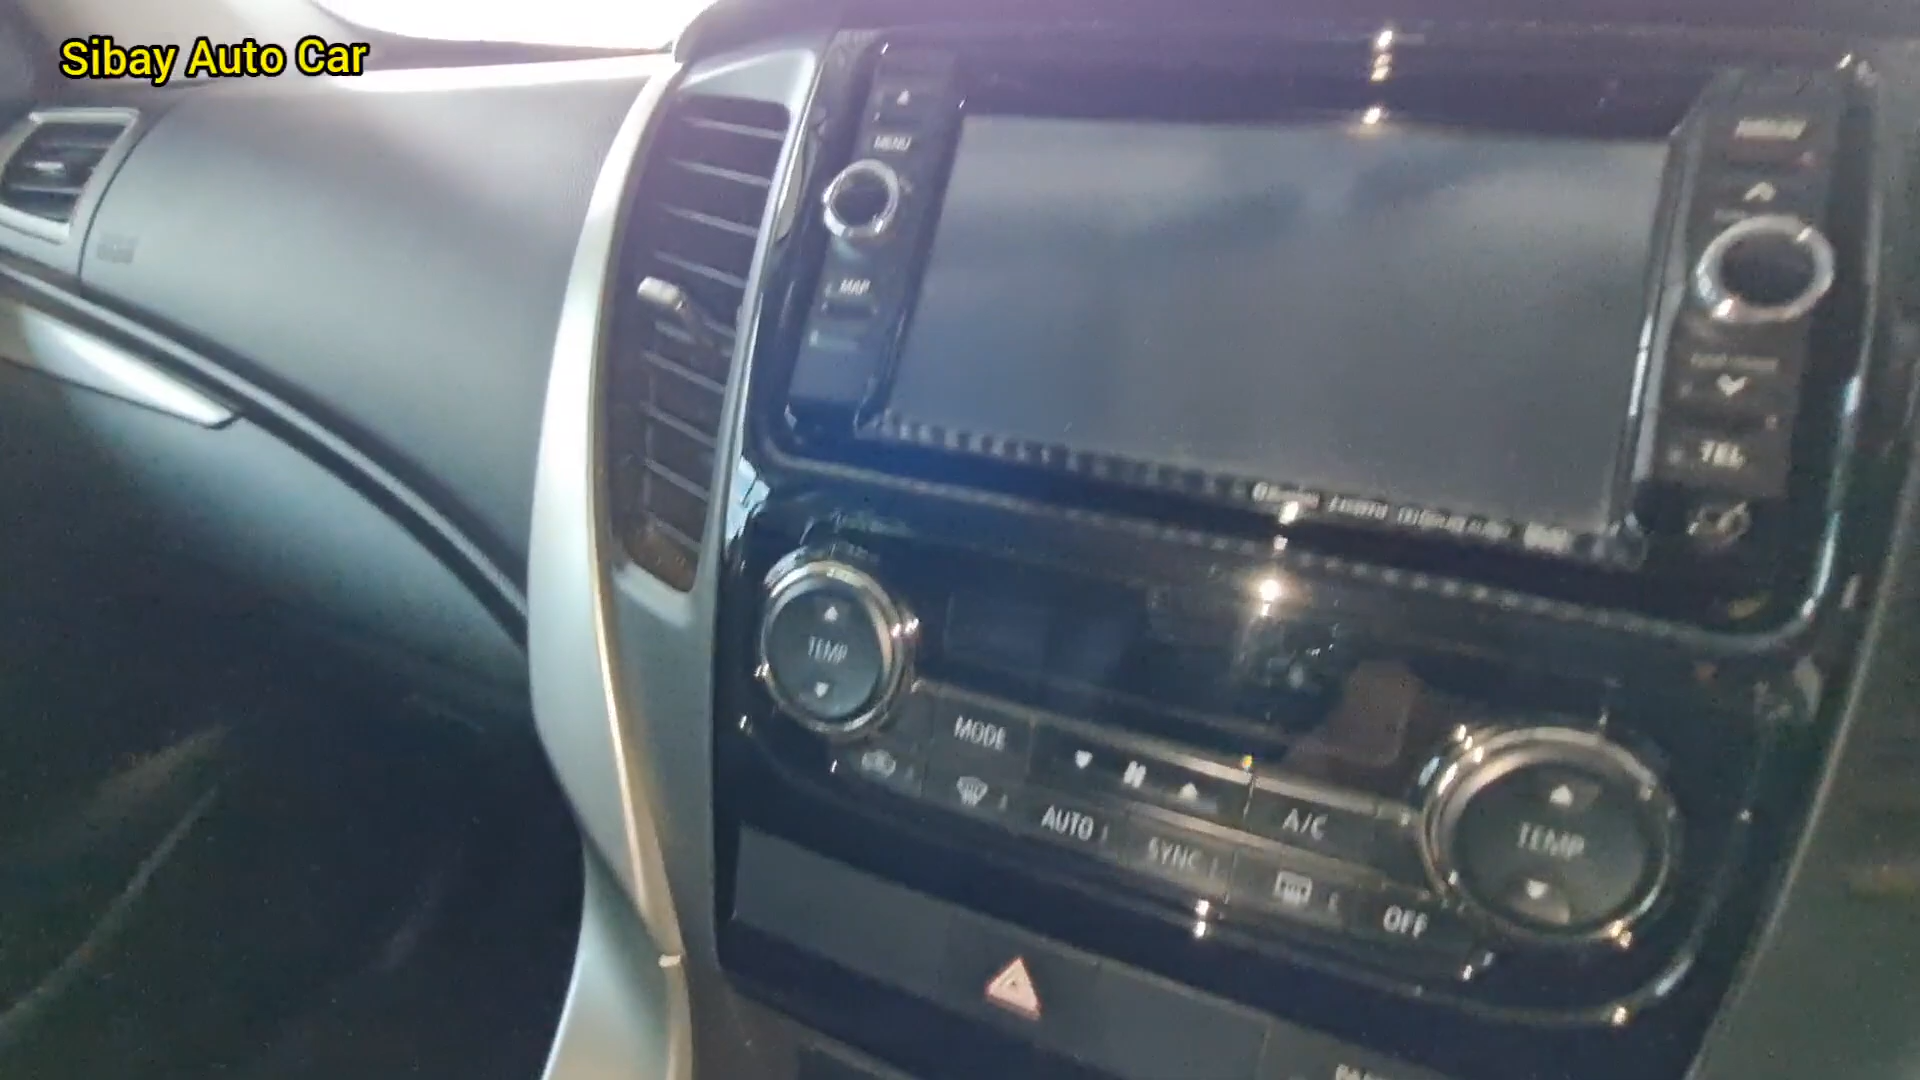 Sibay Auto Car
MENU
MAP
TEL
TEMP
MODE
A/C
AUTO
SYNC
OFF
TEMP